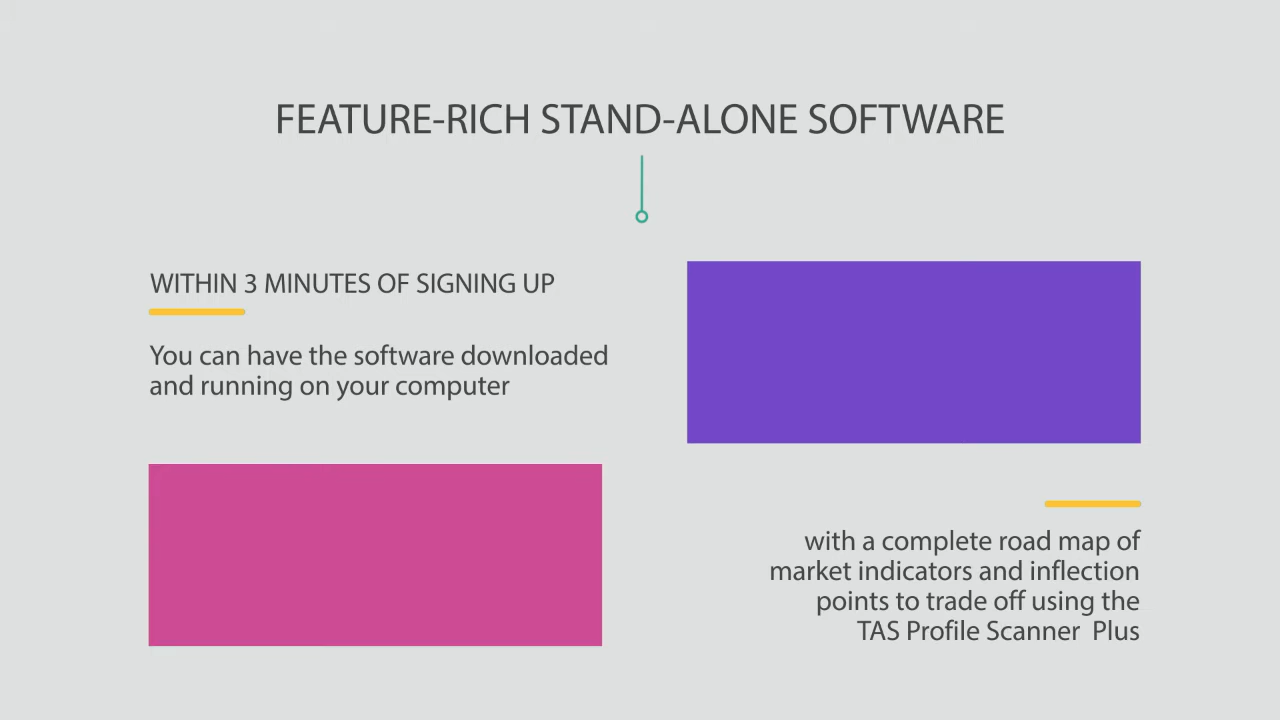 FEATURE-RICH STAND-ALONE SOFTWARE
WITHIN 3 MINUTES OF SIGNING UP
You can have the software downloaded
and running on your computer
with a complete road map of
market indicators and inflection
points to trade off using the
TAS Profile Scanner  Plus